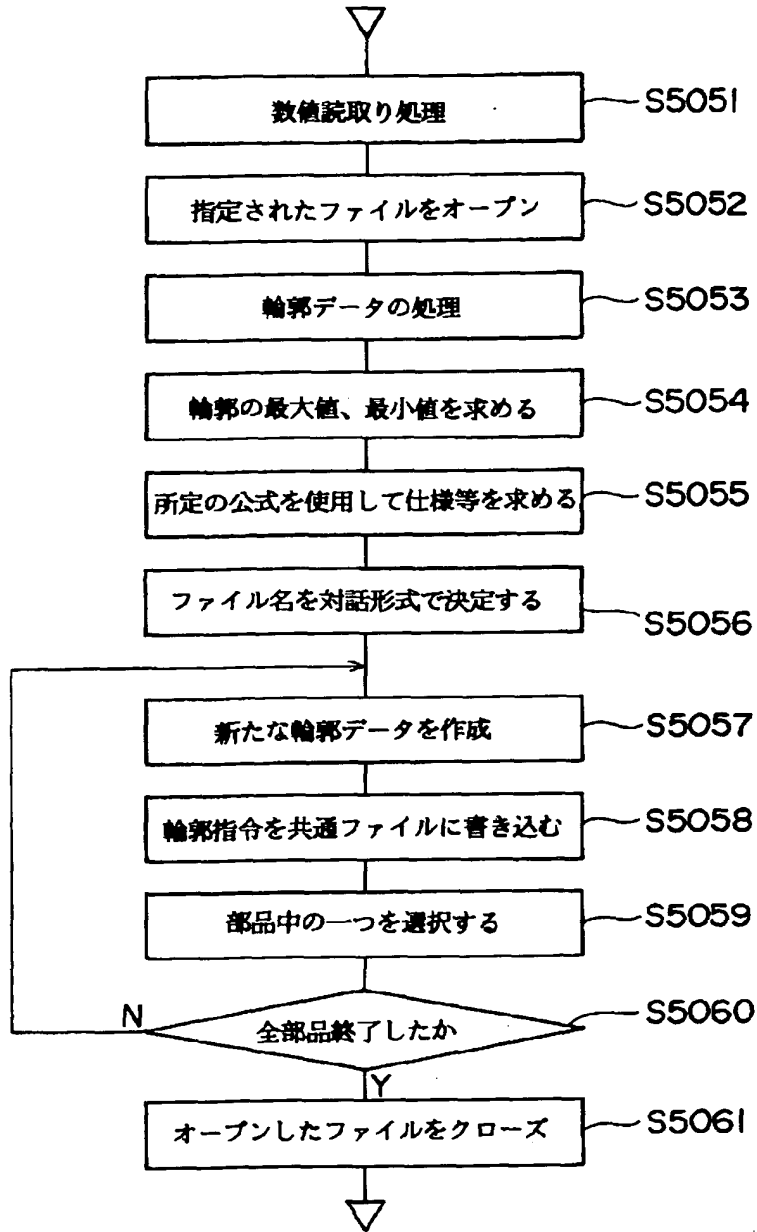 数値読取り処理 S5051
指定されたファイルをオープン S5052
輪郭データの処理 S5053
輪郭の最大値、最小値を求める S5054
所定の公式を使用して仕様等を求める S5055
ファイル名を対話形式で決定する S5056
新たな輪郭データを作成 S5057
輪郭指令を共通ファイルに書き込む S5058
部品中の一つを選択する S5059
N 全部品終了したか S5060
Y
オープンしたファイルをクローズ S5061